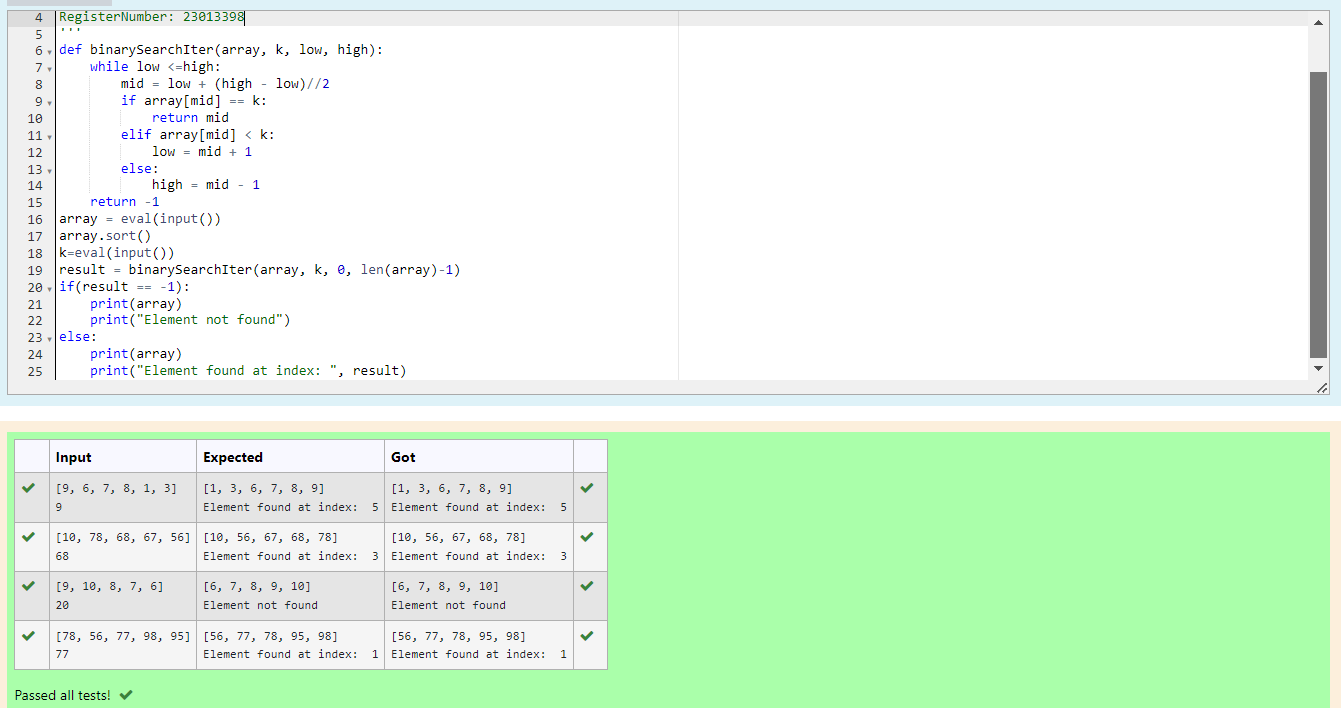 4 RegisterNumber: 23013398
5 '''
6 def binarySearchIter(array, k, low, high):
7     while low <=high:
8         mid = low + (high - low)//2
9         if array[mid] == k:
10             return mid
11         elif array[mid] < k:
12             low = mid + 1
13         else:
14             high = mid - 1
15     return -1
16 array = eval(input())
17 array.sort()
18 k=eval(input())
19 result = binarySearchIter(array, k, 0, len(array)-1)
20 if(result == -1):
21     print(array)
22     print("Element not found")
23 else:
24     print(array)
25     print("Element found at index: ", result)
Input Expected Got
[9, 6, 7, 8, 1, 3] [1, 3, 6, 7, 8, 9] [1, 3, 6, 7, 8, 9]
9 Element found at index:  5 Element found at index:  5
[10, 78, 68, 67, 56] [10, 56, 67, 68, 78] [10, 56, 67, 68, 78]
68 Element found at index:  3 Element found at index:  3
[9, 10, 8, 7, 6] [6, 7, 8, 9, 10] [6, 7, 8, 9, 10]
20 Element not found Element not found
[78, 56, 77, 98, 95] [56, 77, 78, 95, 98] [56, 77, 78, 95, 98]
77 Element found at index:  1 Element found at index:  1
Passed all tests!